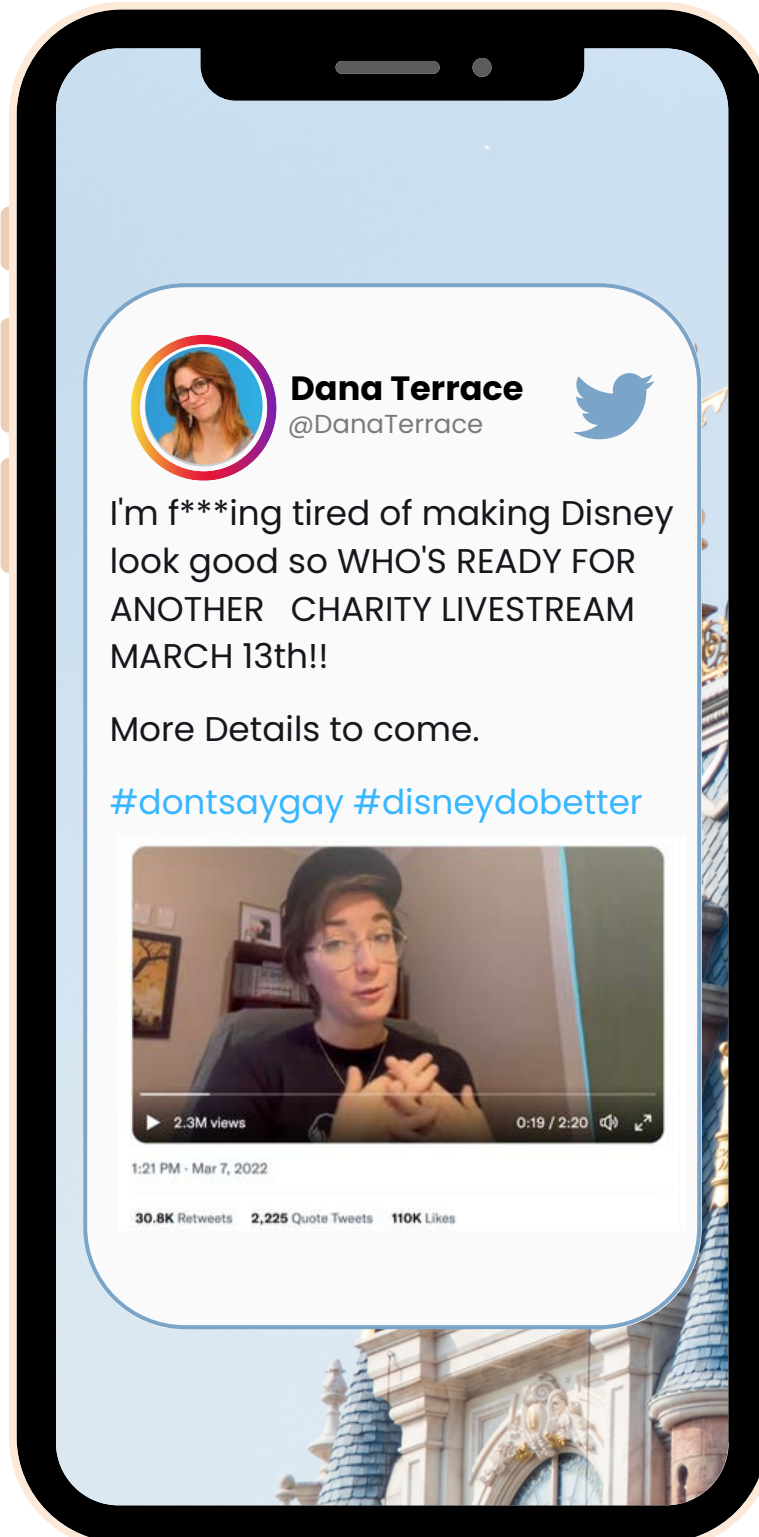 Dana Terrace
@DanaTerrace
I'm f***ing tired of making Disney
look good so WHO'S READY FOR
ANOTHER CHARITY LIVESTREAM
MARCH 13th!!
More Details to come.
#dontsaygay #disneydobetter
2.3M views 0:19 / 2:20
1:21 PM · Mar 7, 2022
30.8K Retweets 2,225 Quote Tweets 110K Likes